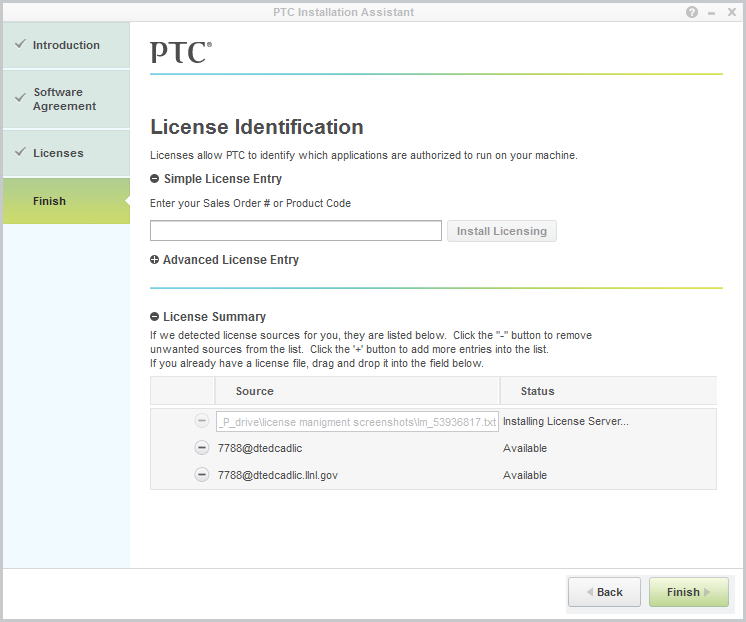 PTC Installation Assistant
Introduction
Software
Agreement
Licenses
Finish
PTC®
License Identification
Licenses allow PTC to identify which applications are authorized to run on your machine.
Simple License Entry
Enter your Sales Order # or Product Code
Install Licensing
Advanced License Entry
License Summary
If we detected license sources for you, they are listed below. Click the "-" button to remove
unwanted sources from the list. Click the '+' button to add more entries into the list.
If you already have a license file, drag and drop it into the field below.
Source Status
_P_drive\license manigment screenshots\lm_53936817.txt Installing License Server...
7788@dtedcadlic Available
7788@dtedcadlic.llnl.gov Available
Back Finish